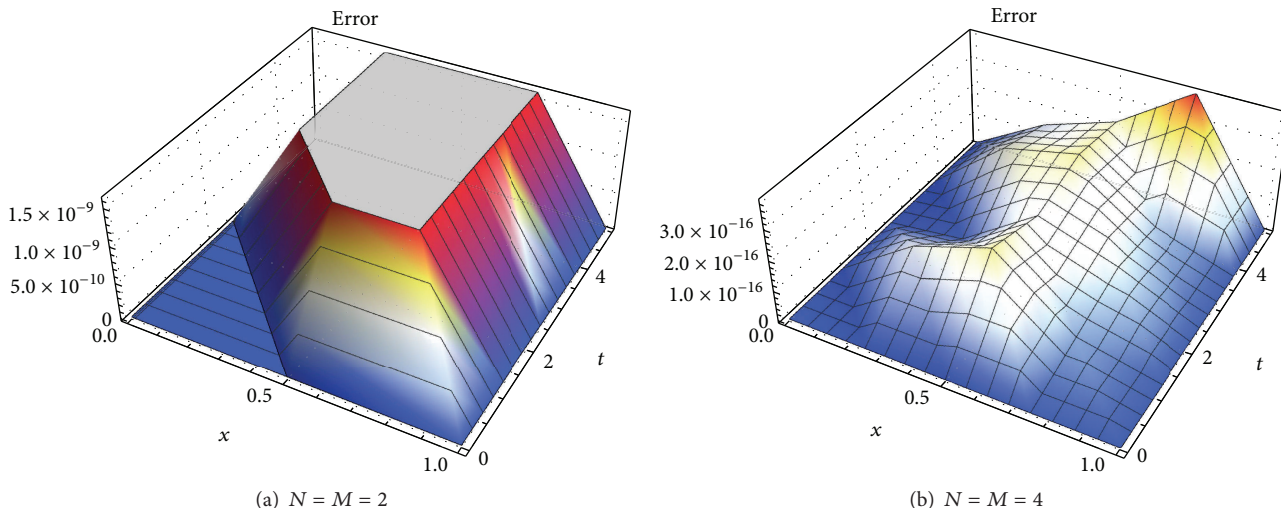 Error
1.5 × 10⁻⁹
1.0 × 10⁻⁹
5.0 × 10⁻¹⁰
0
0.0
0.5
1.0
x
0
2
4
t
(a) N = M = 2
Error
3.0 × 10⁻¹⁶
2.0 × 10⁻¹⁶
1.0 × 10⁻¹⁶
0
0.0
0.5
1.0
x
0
2
4
t
(b) N = M = 4